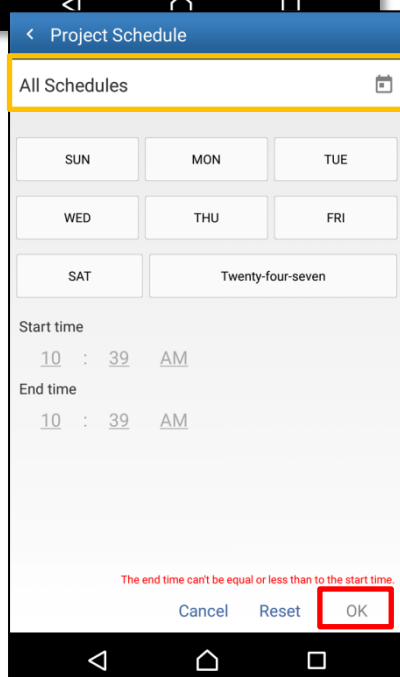 Project Schedule
All Schedules
SUN MON TUE
WED THU FRI
SAT Twenty-four-seven
Start time
10 : 39 AM
End time
10 : 39 AM
The end time can't be equal or less than to the start time.
Cancel Reset OK